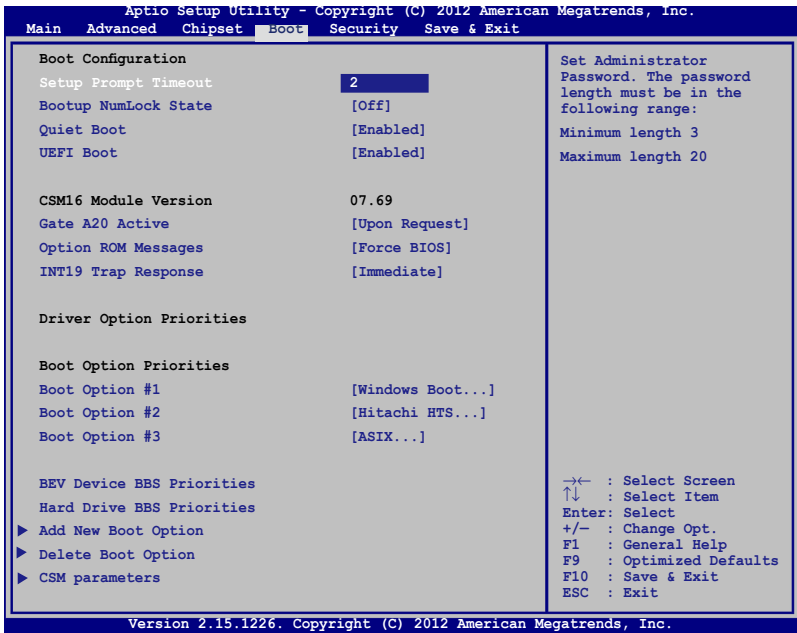 Aptio Setup Utility - Copyright (C) 2012 American Megatrends, Inc.
Main Advanced Chipset Boot Security Save & Exit
Boot Configuration
Setup Prompt Timeout 2
Bootup NumLock State [Off]
Quiet Boot [Enabled]
UEFI Boot [Enabled]
CSM16 Module Version 07.69
Gate A20 Active [Upon Request]
Option ROM Messages [Force BIOS]
INT19 Trap Response [Immediate]
Driver Option Priorities
Boot Option Priorities
Boot Option #1 [Windows Boot...]
Boot Option #2 [Hitachi HTS...]
Boot Option #3 [ASIX...]
BEV Device BBS Priorities
Hard Drive BBS Priorities
Add New Boot Option
Delete Boot Option
CSM parameters
Set Administrator
Password. The password
length must be in the
following range:
Minimum length 3
Maximum length 20
→← : Select Screen
↑↓ : Select Item
Enter: Select
+/— : Change Opt.
F1 : General Help
F9 : Optimized Defaults
F10 : Save & Exit
ESC : Exit
Version 2.15.1226. Copyright (C) 2012 American Megatrends, Inc.